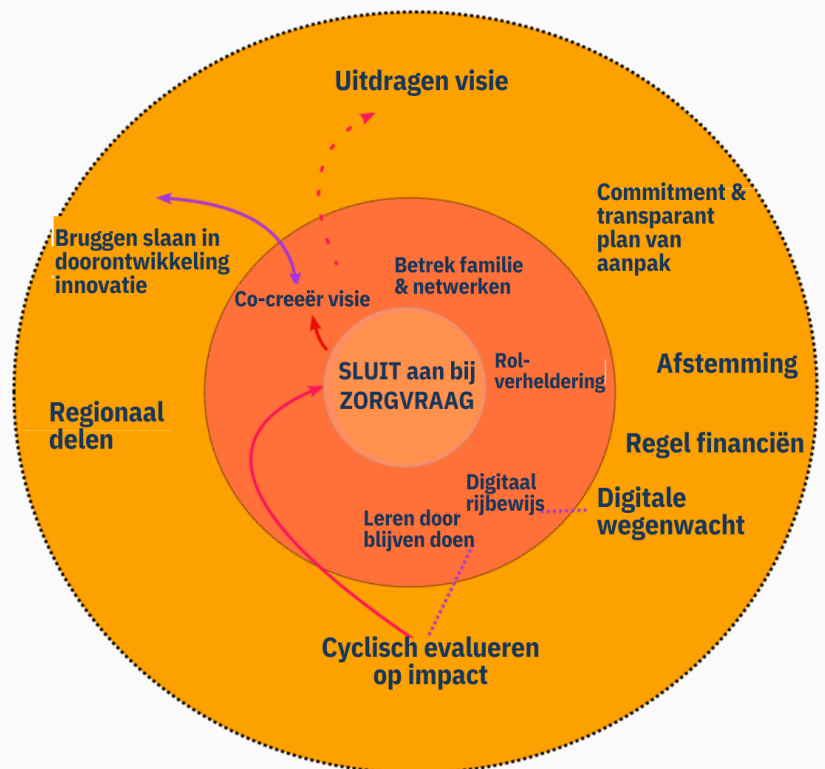 Uitdragen visie
Commitment &
transparant
plan van
aanpak
Bruggen slaan in
doorontwikkeling
innovatie
Betrek familie
& netwerken
Co-creeër visie
SLUIT aan bij
ZORGVRAAG
Rol-
verheldering
Afstemming
Regionaal
delen
Regel financiën
Digitaal
rijbewijs
Digitale
wegenwacht
Leren door
blijven doen
Cyclisch evalueren
op impact